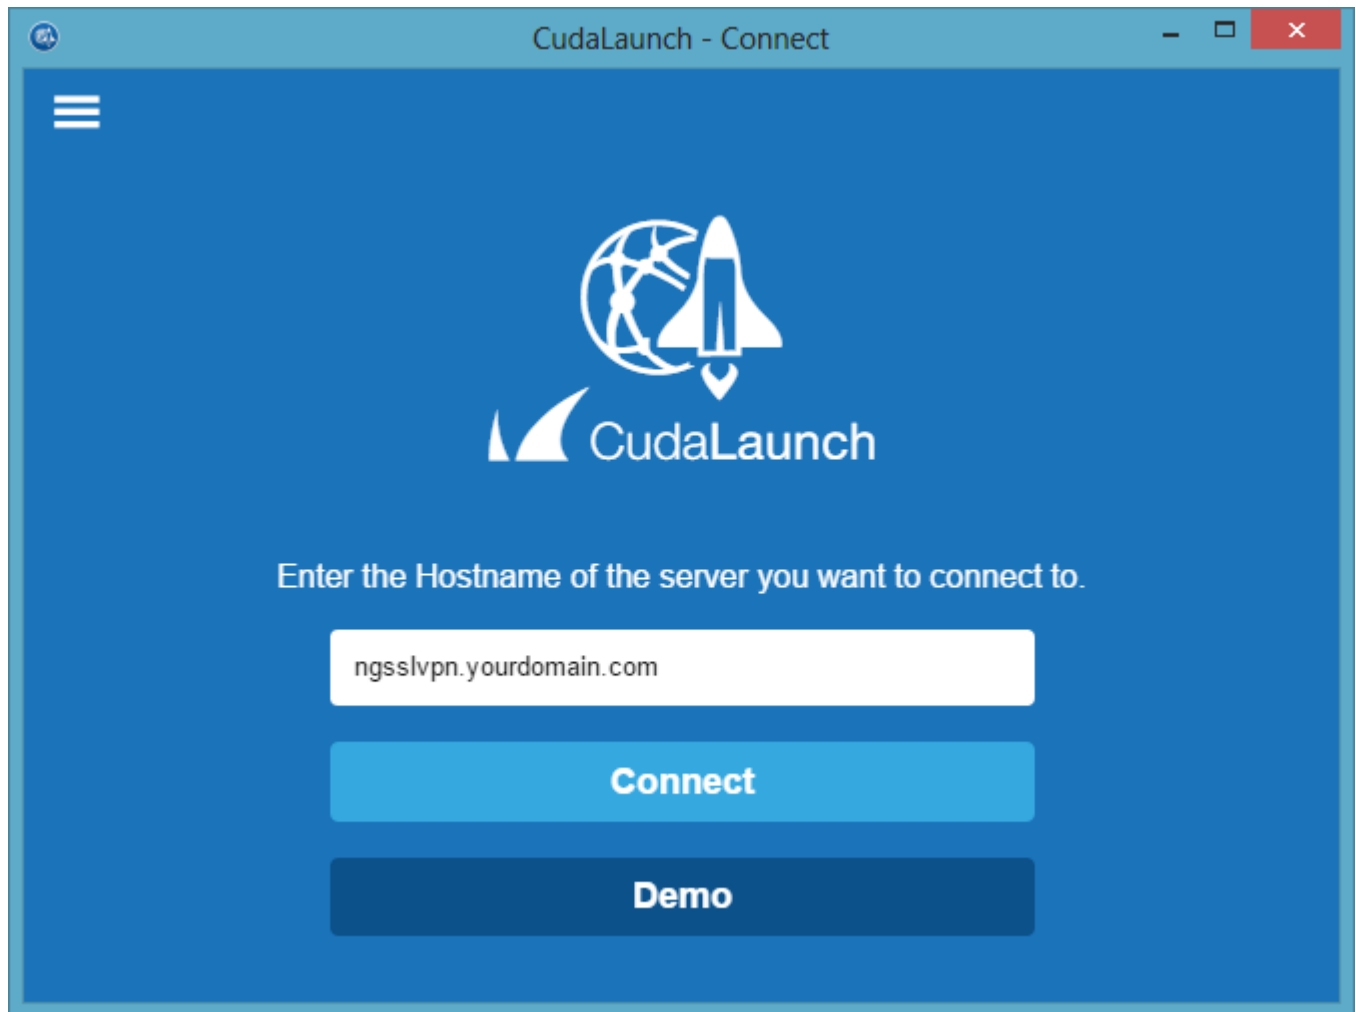 CudaLaunch - Connect
CudaLaunch
Enter the Hostname of the server you want to connect to.
ngsslvpn.yourdomain.com
Connect
Demo